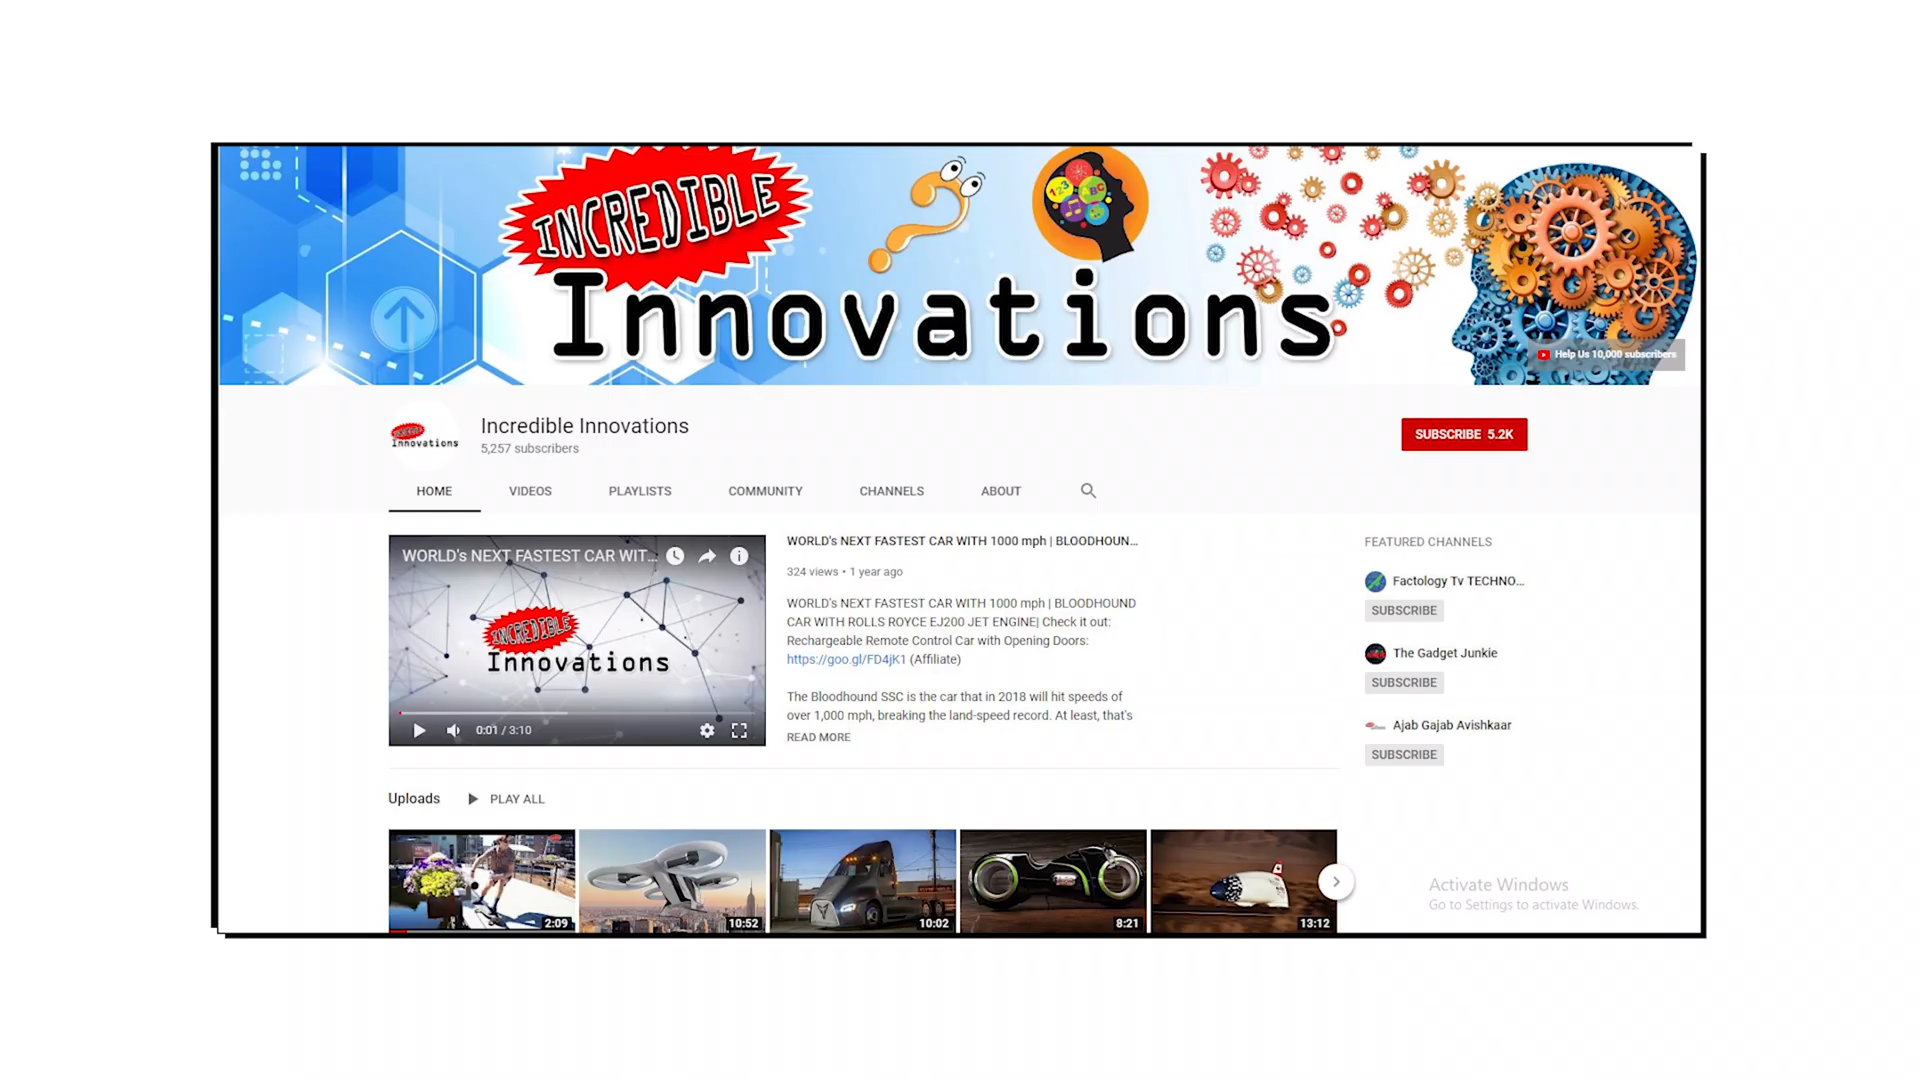 INCREDIBLE
Innovations
123
ABC
Help Us 10,000 subscribers
INCREDIBLE
Innovations
Incredible Innovations
5,257 subscribers
SUBSCRIBE 5.2K
HOME
VIDEOS
PLAYLISTS
COMMUNITY
CHANNELS
ABOUT
WORLD's NEXT FASTEST CAR WIT...
INCREDIBLE
Innovations
0:01 / 3:10
WORLD's NEXT FASTEST CAR WITH 1000 mph | BLOODHOUN...
324 views • 1 year ago
WORLD's NEXT FASTEST CAR WITH 1000 mph | BLOODHOUND
CAR WITH ROLLS ROYCE EJ200 JET ENGINE| Check it out:
Rechargeable Remote Control Car with Opening Doors:
https://goo.gl/FD4jK1 (Affiliate)
The Bloodhound SSC is the car that in 2018 will hit speeds of
over 1,000 mph, breaking the land-speed record. At least, that's
READ MORE
FEATURED CHANNELS
Factology Tv TECHNO...
SUBSCRIBE
The Gadget Junkie
SUBSCRIBE
Ajab Gajab Avishkaar
SUBSCRIBE
Uploads
PLAY ALL
2:09
10:52
10:02
8:21
13:12
Activate Windows
Go to Settings to activate Windows.